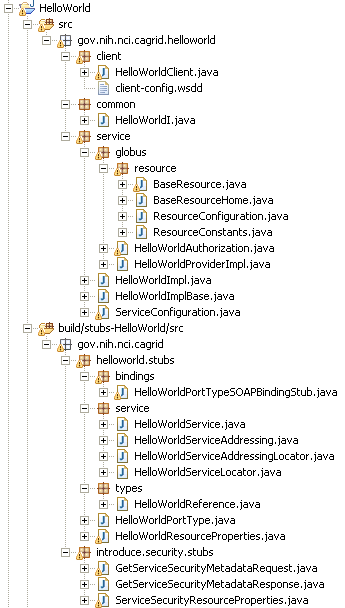 HelloWorld
src
gov.nih.nci.cagrid.helloworld
client
HelloWorldClient.java
client-config.wsdd
common
HelloWorldI.java
service
globus
resource
BaseResource.java
BaseResourceHome.java
ResourceConfiguration.java
ResourceConstants.java
HelloWorldAuthorization.java
HelloWorldProviderImpl.java
HelloWorldImpl.java
HelloWorldImplBase.java
ServiceConfiguration.java
build/stubs-HelloWorld/src
gov.nih.nci.cagrid
helloworld.stubs
bindings
HelloWorldPortTypeSOAPBindingStub.java
service
HelloWorldService.java
HelloWorldServiceAddressing.java
HelloWorldServiceAddressingLocator.java
HelloWorldServiceLocator.java
types
HelloWorldReference.java
HelloWorldPortType.java
HelloWorldResourceProperties.java
introduce.security.stubs
GetServiceSecurityMetadataRequest.java
GetServiceSecurityMetadataResponse.java
ServiceSecurityResourceProperties.java